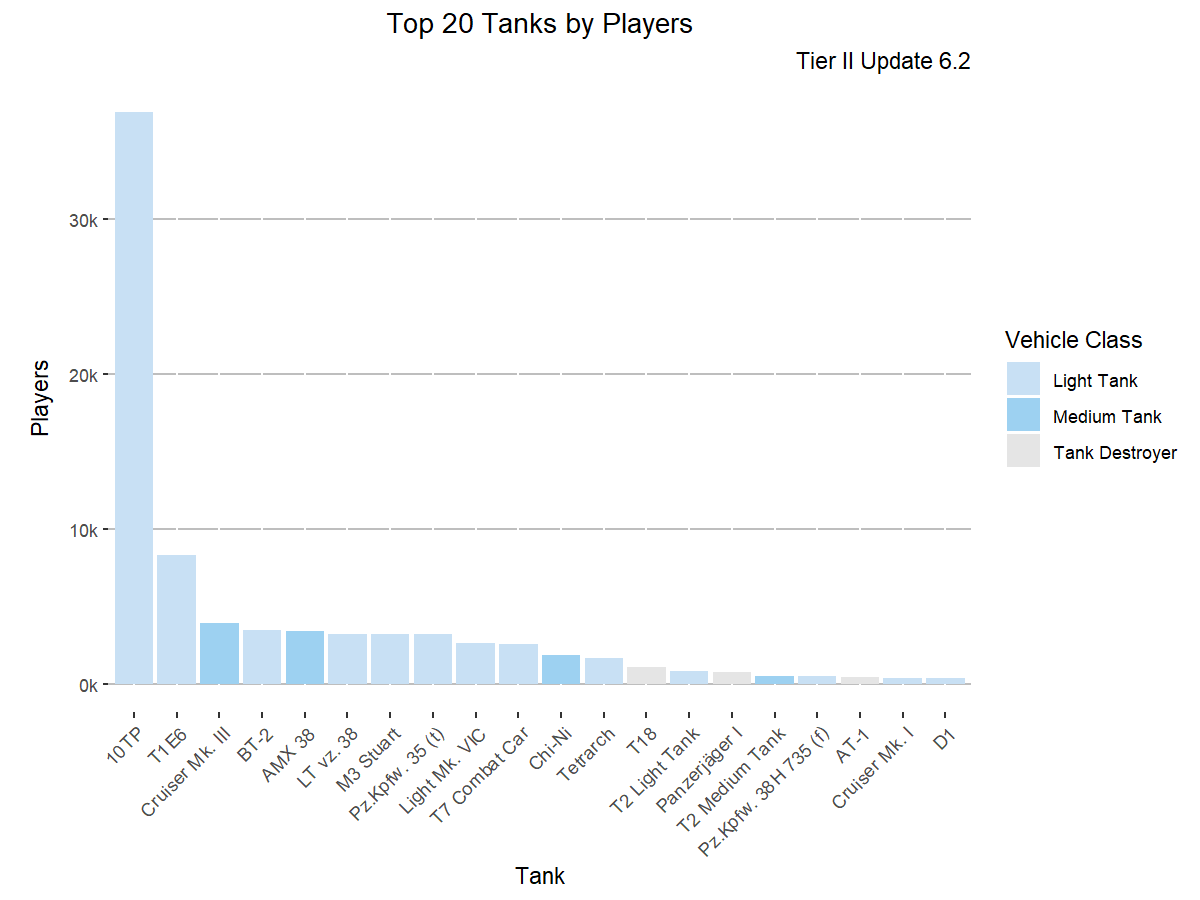 Top 20 Tanks by Players
Tier II Update 6.2
Players
30k
20k
10k
0k
10TP
T1E6
Cruiser Mk. III
BT-2
AMX 38
LT vz. 38
M3 Stuart
Pz.Kpfw. 35 (t)
Light Mk. VIC
T7 Combat Car
Chi-Ni
Tetrarch
T18
T2 Light Tank
Panzerjäger I
T2 Medium Tank
Pz.Kpfw. 38H 735 (f)
AT-1
Cruiser Mk. I
D1
Tank
Vehicle Class
Light Tank
Medium Tank
Tank Destroyer